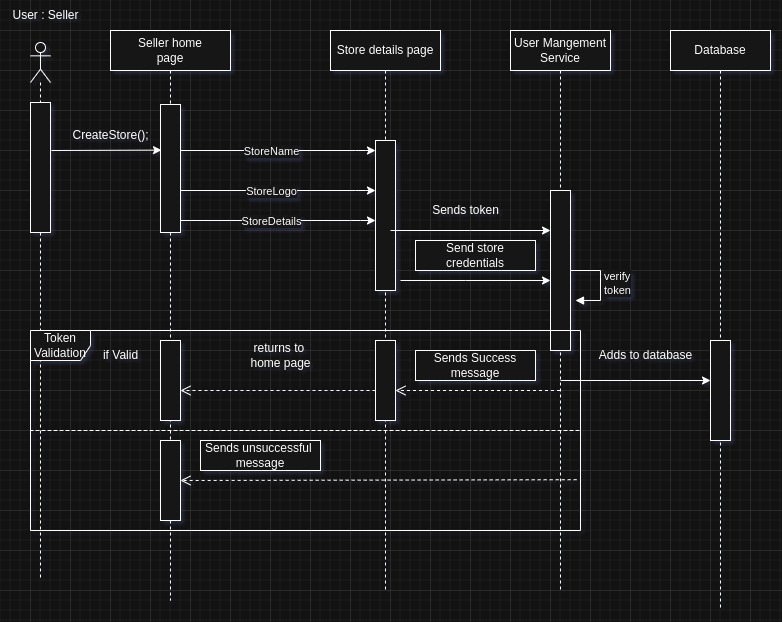 User : Seller
Seller home
page
Store details page
User Mangement
Service
Database
CreateStore();
StoreName
StoreLogo
StoreDetails
Sends token
Send store
credentials
verify
token
Token
Validation
if Valid
returns to
home page
Sends Success
message
Adds to database
Sends unsuccessful
message